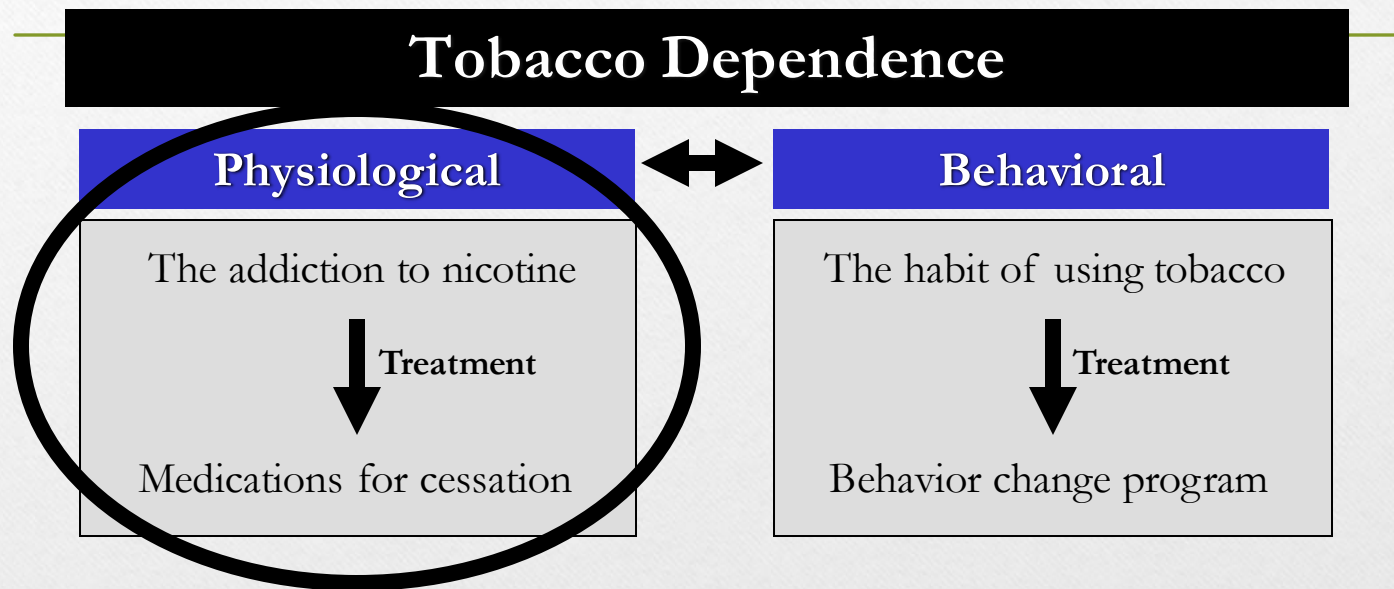 Tobacco Dependence
Physiological
The addiction to nicotine
Treatment
Medications for cessation
Behavioral
The habit of using tobacco
Treatment
Behavior change program